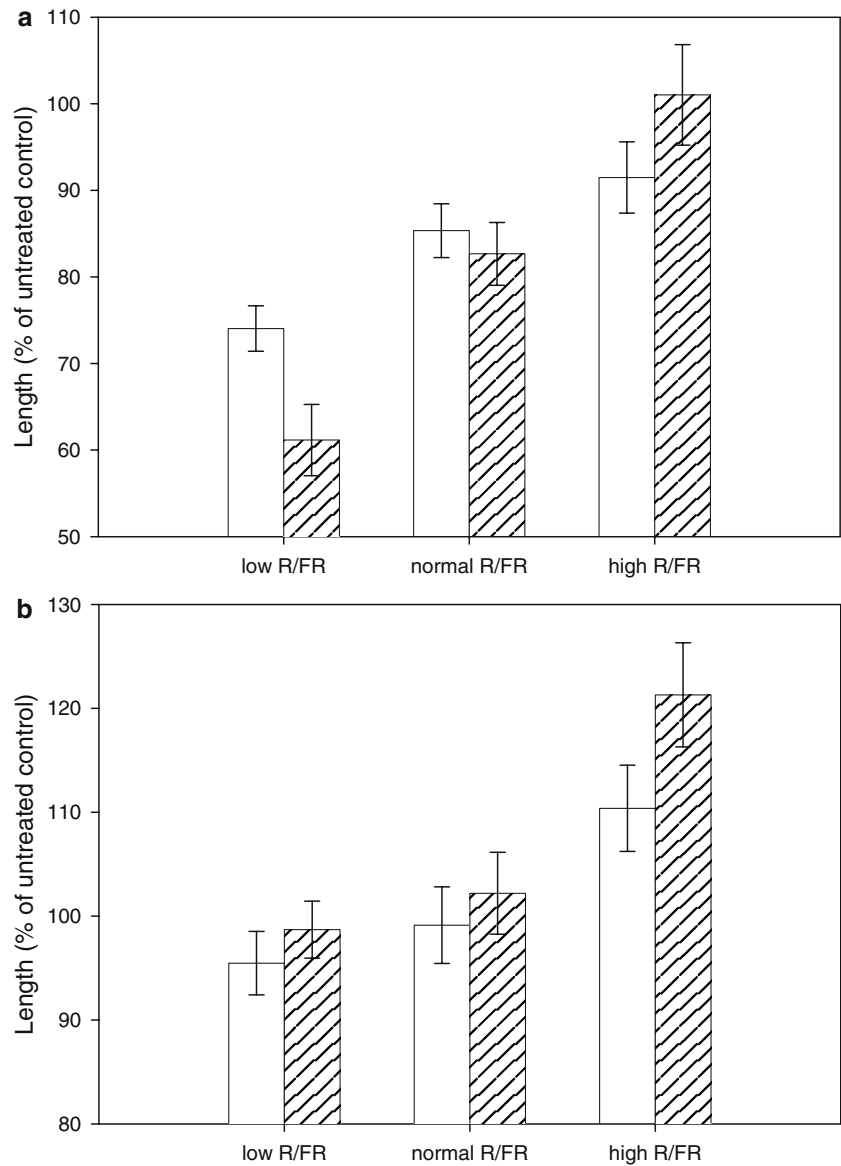 a
110
100
90
80
70
60
50
Length (% of untreated control)
low R/FR normal R/FR high R/FR
b
130
120
110
100
90
80
Length (% of untreated control)
low R/FR normal R/FR high R/FR